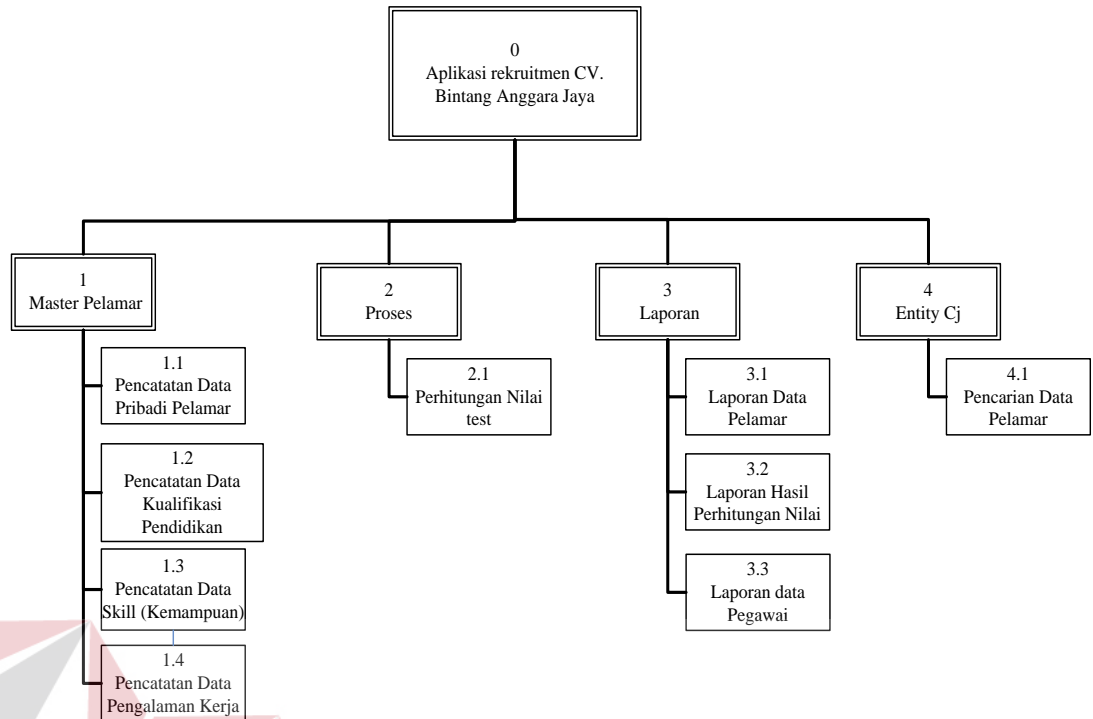 0
Aplikasi rekruitmen CV.
Bintang Anggara Jaya
1
Master Pelamar
2
Proses
3
Laporan
4
Entity Cj
1.1
Pencatatan Data
Pribadi Pelamar
1.2
Pencatatan Data
Kualifikasi
Pendidikan
1.3
Pencatatan Data
Skill (Kemampuan)
1.4
Pencatatan Data
Pengalaman Kerja
2.1
Perhitungan Nilai
test
3.1
Laporan Data
Pelamar
3.2
Laporan Hasil
Perhitungan Nilai
3.3
Laporan data
Pegawai
4.1
Pencarian Data
Pelamar